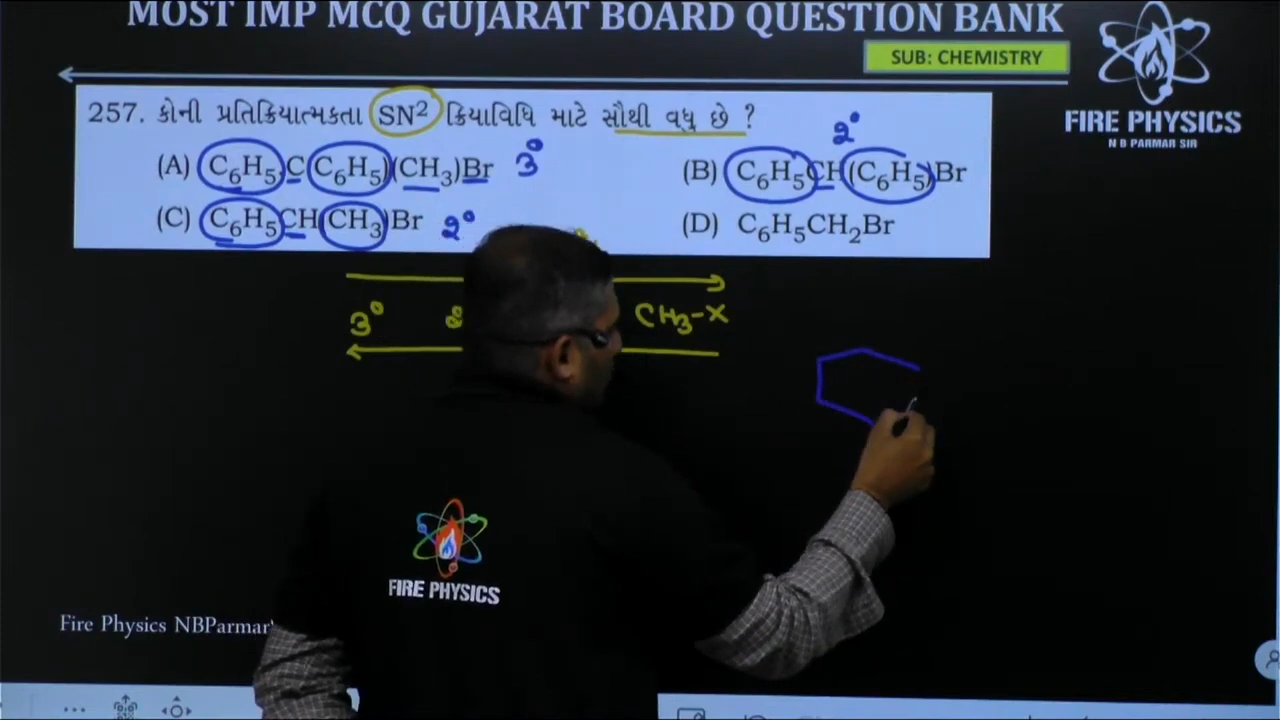 MOST IMP MCQ GUJARAT BOARD QUESTION BANK
SUB: CHEMISTRY
FIRE PHYSICS
N B PARMAR SIR
257. કોની પ્રતિક્રિયાત્મકતા SN² ક્રિયાવિધિ માટે સૌથી વધુ છે ?
(A) C₆H₅C(C₆H₅)(CH₃)Br 3°
(B) C₆H₅CH(C₆H₅)Br 2°
(C) C₆H₅CH(CH₃)Br 2°
(D) C₆H₅CH₂Br
3° CH₃-X
FIRE PHYSICS
Fire Physics NBParmar